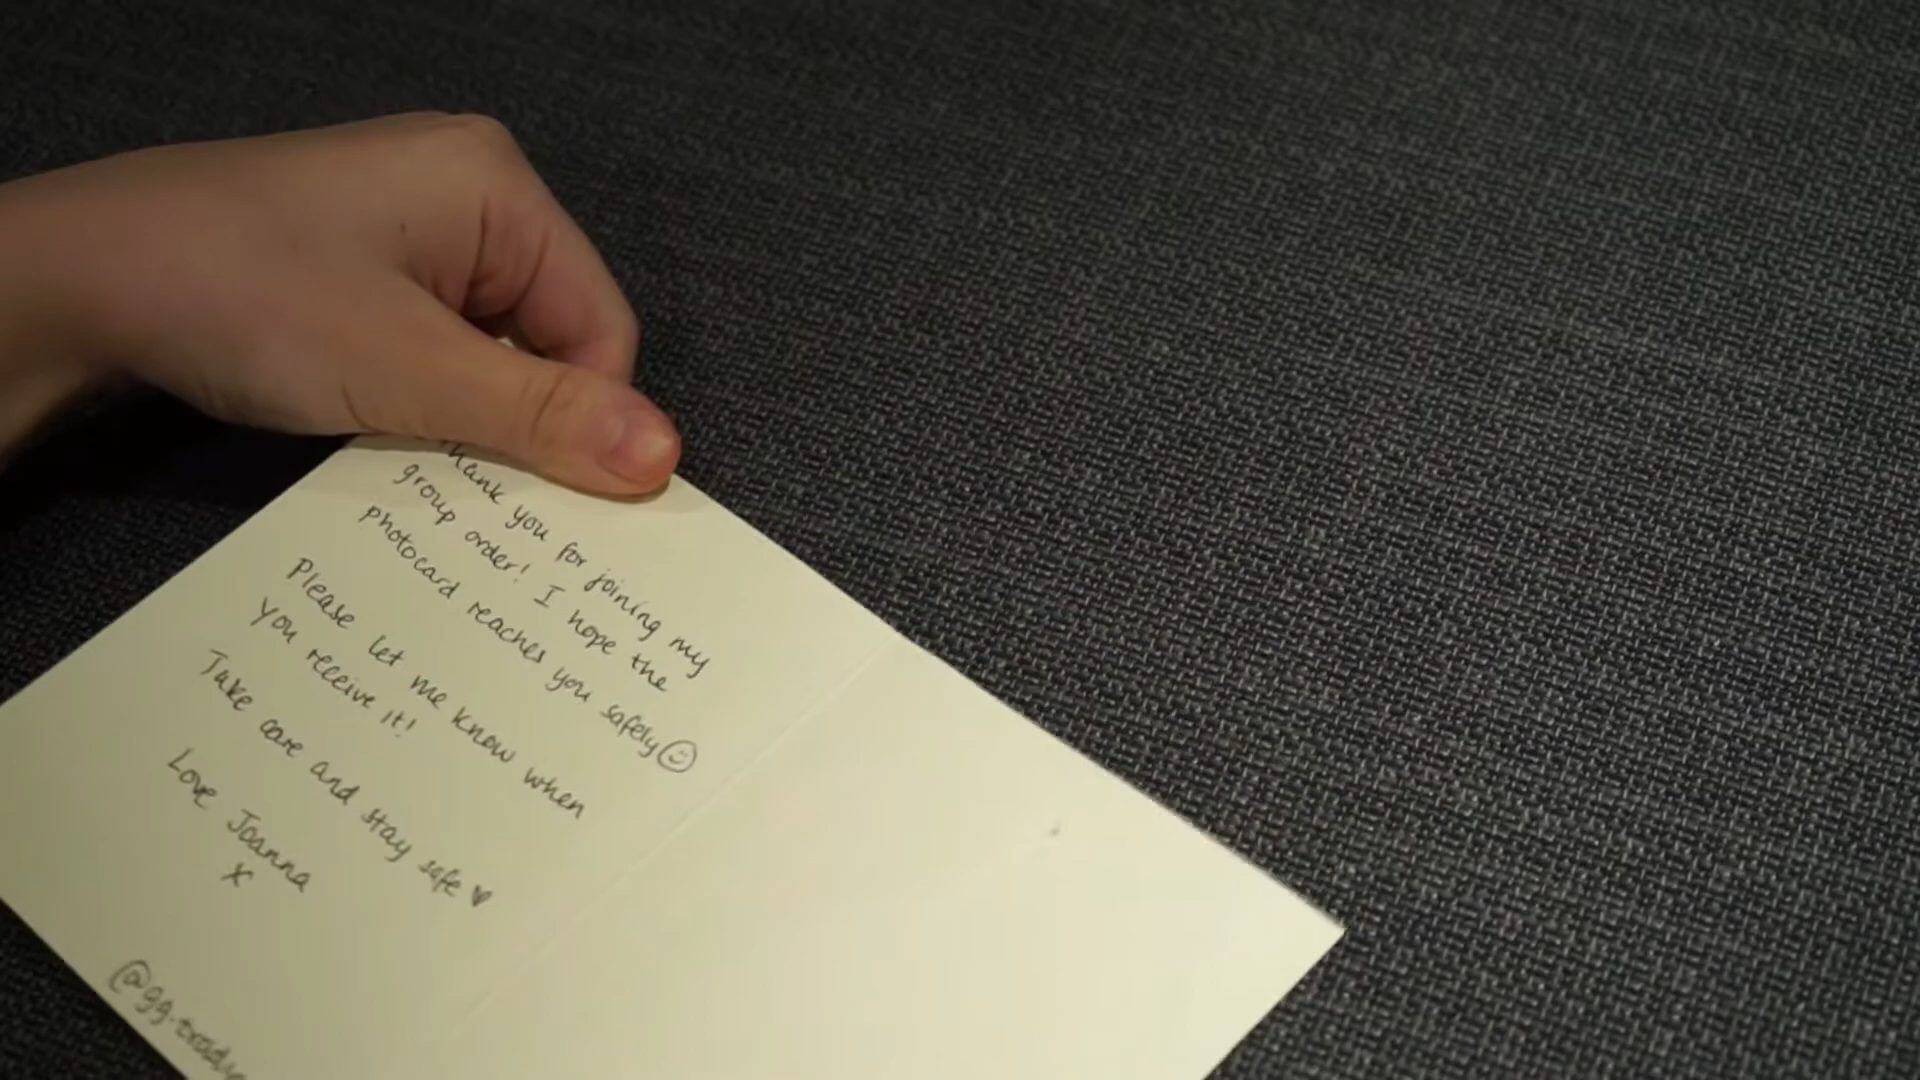 Thank you for joining my
group order! I hope the
photocard reaches you safely☺
Please let me know when
you receive it!
Take care and stay safe ♥
Love Joanna
x